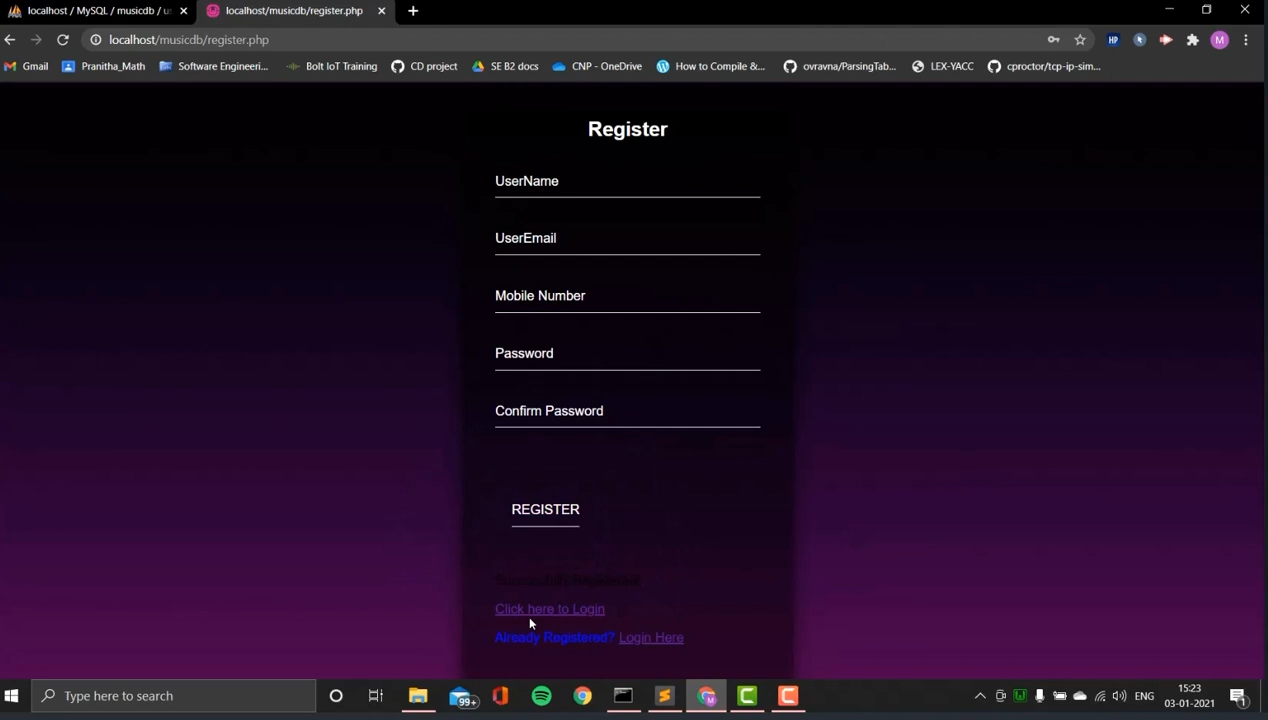 localhost / MySQL / musicdb / u
localhost/musicdb/register.php
localhost/musicdb/register.php
HP
M
Gmail
Pranitha_Math
Software Engineeri...
Bolt IoT Training
CD project
SE B2 docs
CNP - OneDrive
How to Compile &...
ovravna/ParsingTab...
LEX-YACC
cproctor/tcp-ip-sim...
Register
UserName
UserEmail
Mobile Number
Password
Confirm Password
REGISTER
Click here to Login
Already Registered? Login Here
Type here to search
99+
ENG
15:23
03-01-2021
1